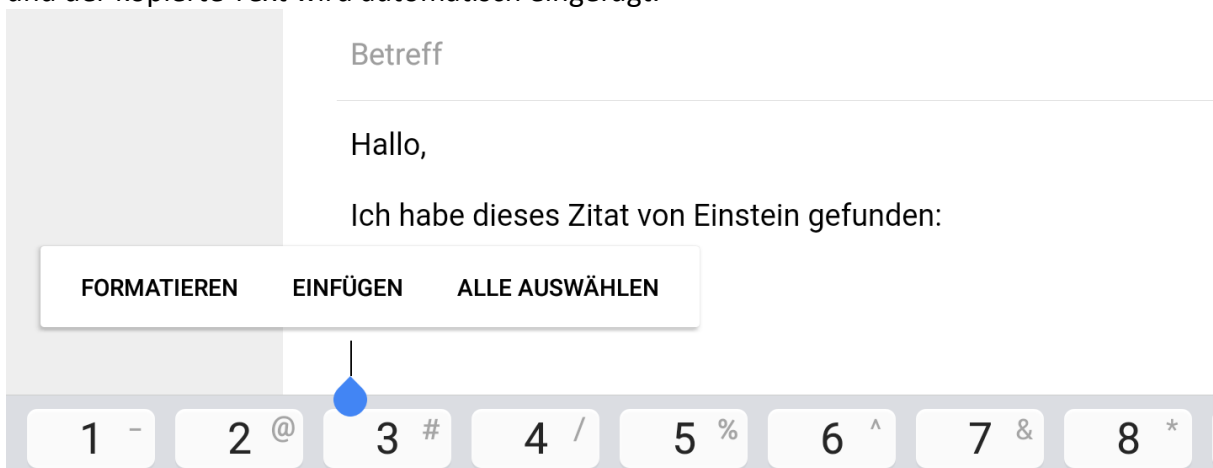 und der kopierte Text wird automatisch eingefügt.
Betreff
Hallo,
Ich habe dieses Zitat von Einstein gefunden:
FORMATIEREN EINFÜGEN ALLE AUSWÄHLEN
1 - 2 @ 3 # 4 / 5 % 6 ^ 7 & 8 *